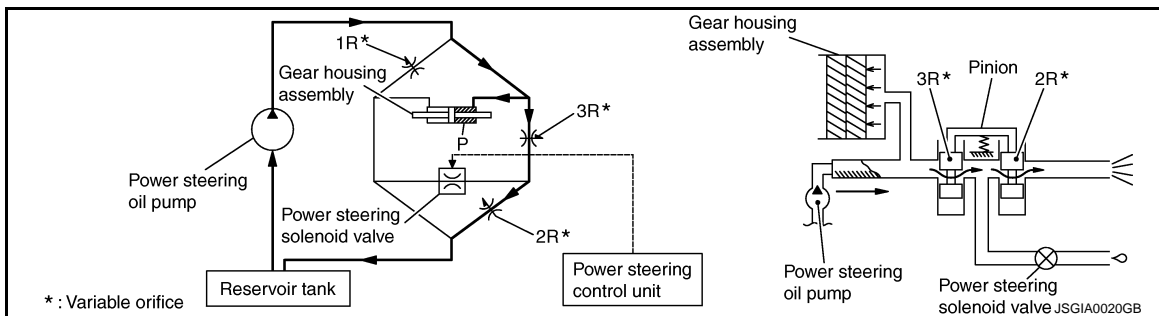 1R*
Gear housing
assembly
3R*
P
Power steering
oil pump
Power steering
solenoid valve
2R*
Reservoir tank
Power steering
control unit
* : Variable orifice
Gear housing
assembly
Pinion
3R*
2R*
Power steering
oil pump
Power steering
solenoid valve
JSGIA0020GB